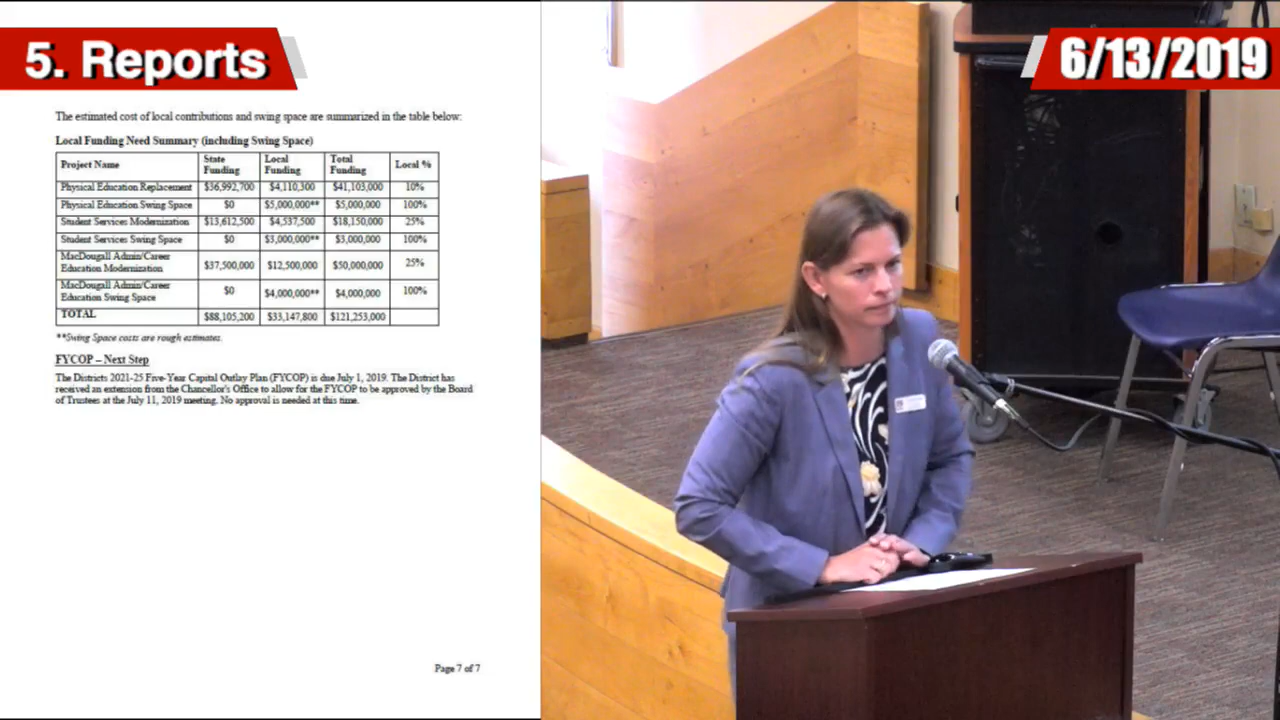 5. Reports
6/13/2019
The estimated cost of local contributions and swing space are summarized in the table below:
Local Funding Need Summary (including Swing Space)
Project Name State Funding Local Funding Total Funding Local %
Physical Education Replacement $36,992,700 $4,110,300 $41,103,000 10%
Physical Education Swing Space $0 $5,000,000** $5,000,000 100%
Student Services Modernization $13,612,500 $4,537,500 $18,150,000 25%
Student Services Swing Space $0 $3,000,000** $3,000,000 100%
MacDougall Admin/Career Education Modernization $37,500,000 $12,500,000 $50,000,000 25%
MacDougall Admin/Career Education Swing Space $0 $4,000,000** $4,000,000 100%
TOTAL $88,105,200 $33,147,800 $121,253,000
**Swing Space costs are rough estimates.
FYCOP – Next Step
The Districts 2021-25 Five-Year Capital Outlay Plan (FYCOP) is due July 1, 2019. The District has
received an extension from the Chancellor's Office to allow for the FYCOP to be approved by the Board
of Trustees at the July 11, 2019 meeting. No approval is needed at this time.
Page 7 of 7